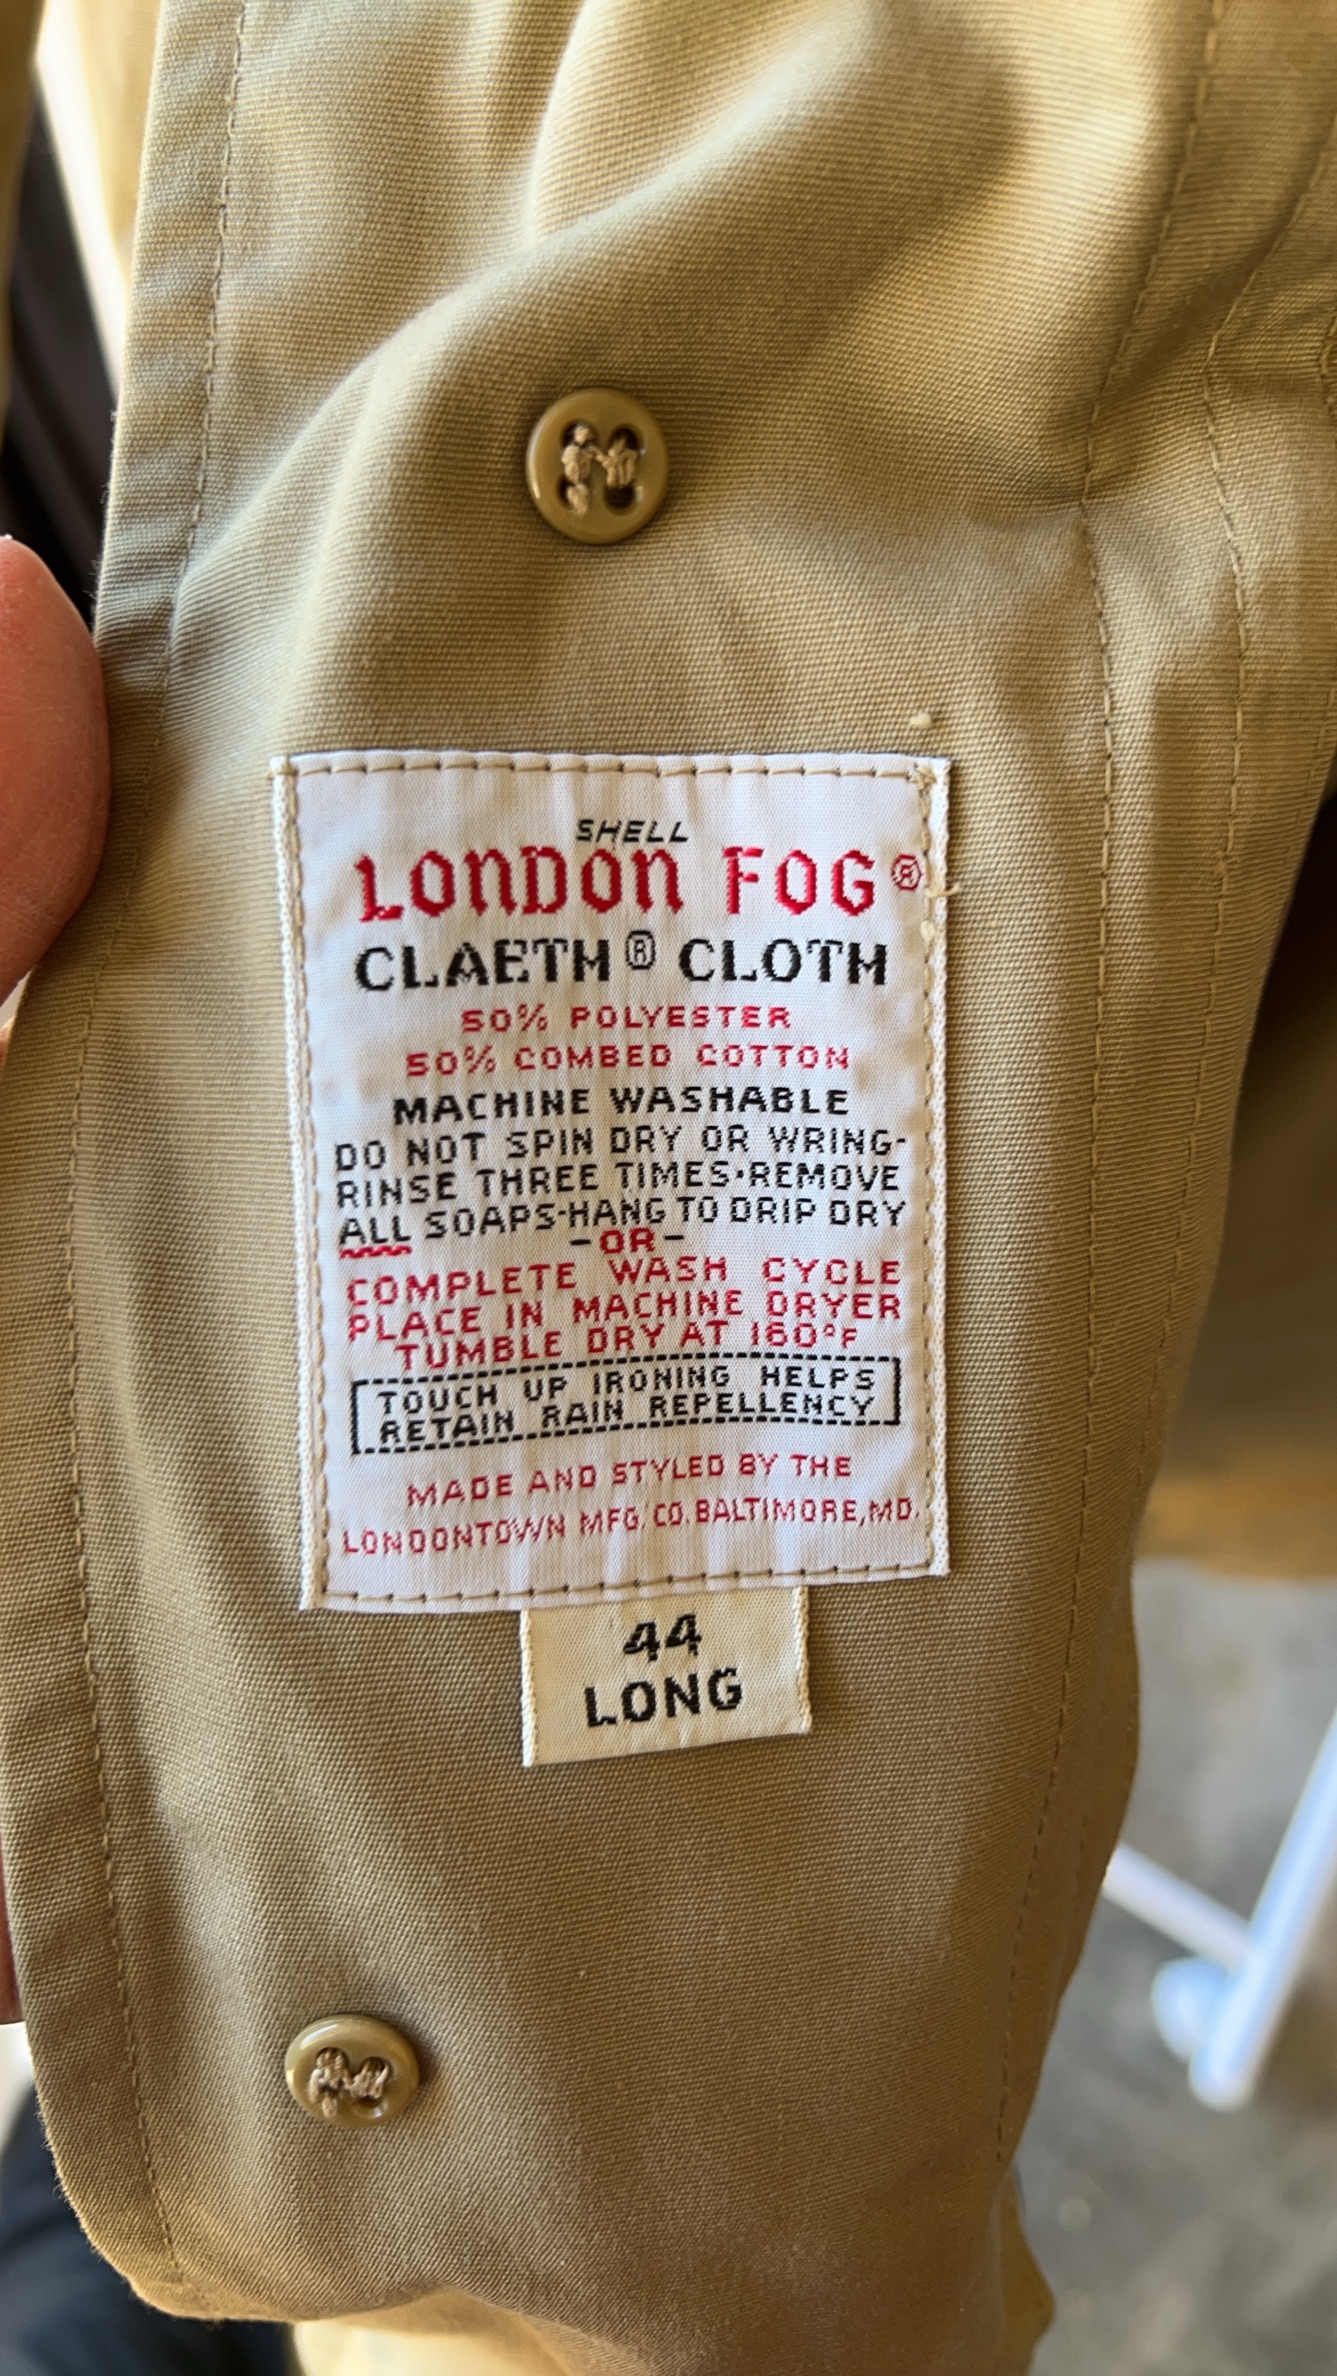 SHELL
LONDON FOG®
CLAETH® CLOTH
50% POLYESTER
50% COMBED COTTON
MACHINE WASHABLE
DO NOT SPIN DRY OR WRING-
RINSE THREE TIMES·REMOVE
ALL SOAPS-HANG TO DRIP DRY
-OR-
COMPLETE WASH CYCLE
PLACE IN MACHINE DRYER
TUMBLE DRY AT 160°F
TOUCH UP IRONING HELPS
RETAIN RAIN REPELLENCY
MADE AND STYLED BY THE
LONDONTOWN MFG. CO. BALTIMORE, MD.
44
LONG